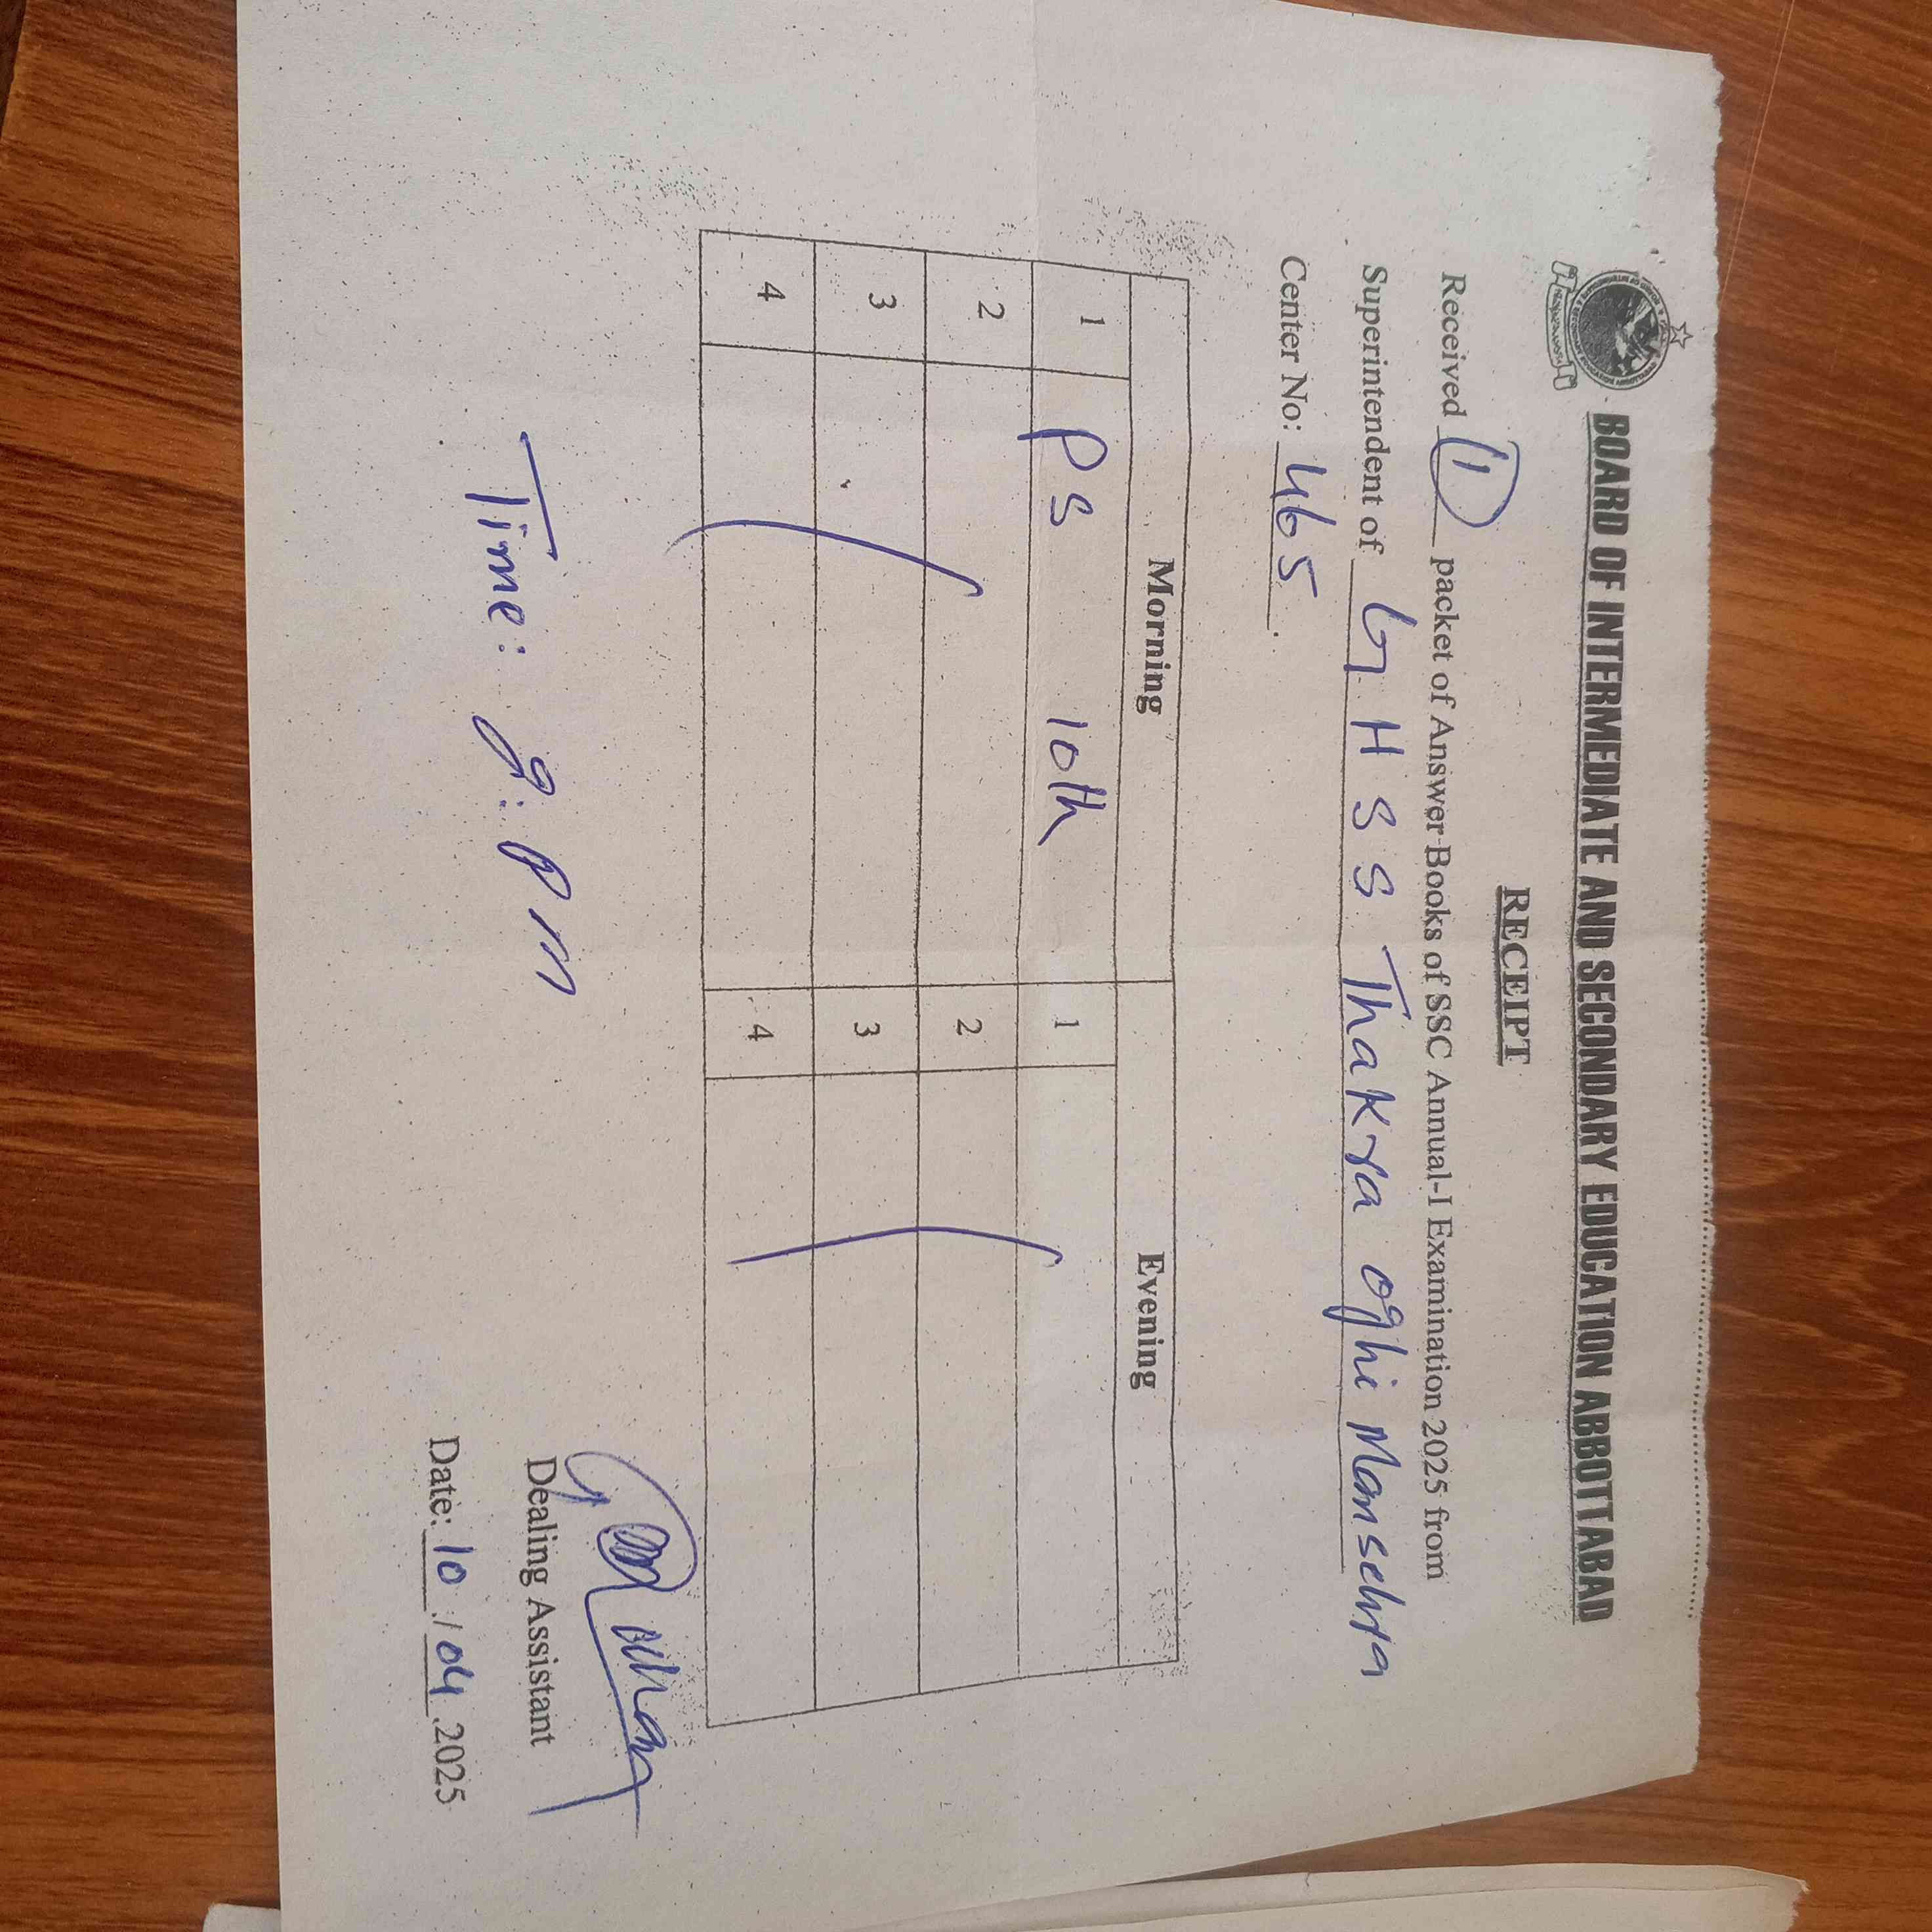 BOARD OF INTERMEDIATE AND SECONDARY EDUCATION ABBOTTABAD
RECEIPT
Received (1) packet of Answer Books of SSC Annual-I Examination 2025 from
Superintendent of G H S S Thakra oghi Mansehra
Center No: 465.
Morning Evening
1 PS 10th 1
2 2
3 3
4 4
Time: PM
Dealing Assistant
Date: 10/04.2025